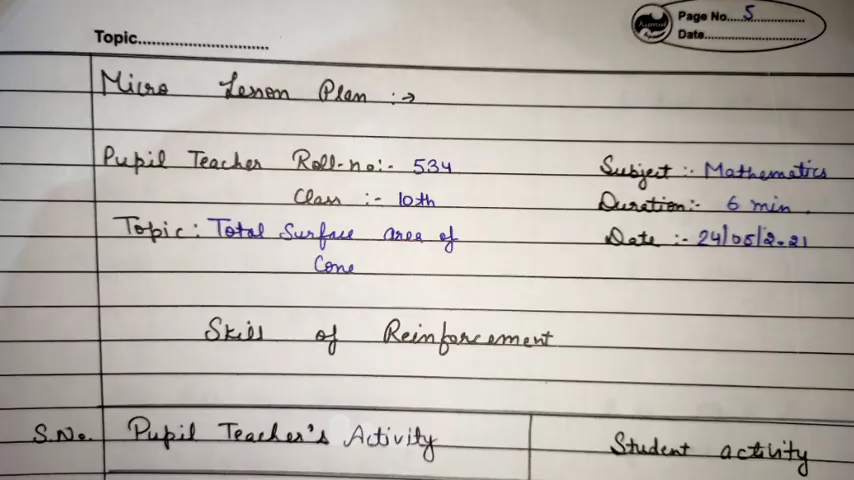 Page No....5..................
Topic..............................
Date.............................
Micro Lesson Plan :→
Pupil Teacher Roll-no:- 534 Subject :- Mathematics
Class :- 10th Duration:- 6 min.
Topic: Total Surface area of Date :- 24/05/2021
Cone
Skill of Reinforcement
S.No. Pupil Teacher's Activity Student activity